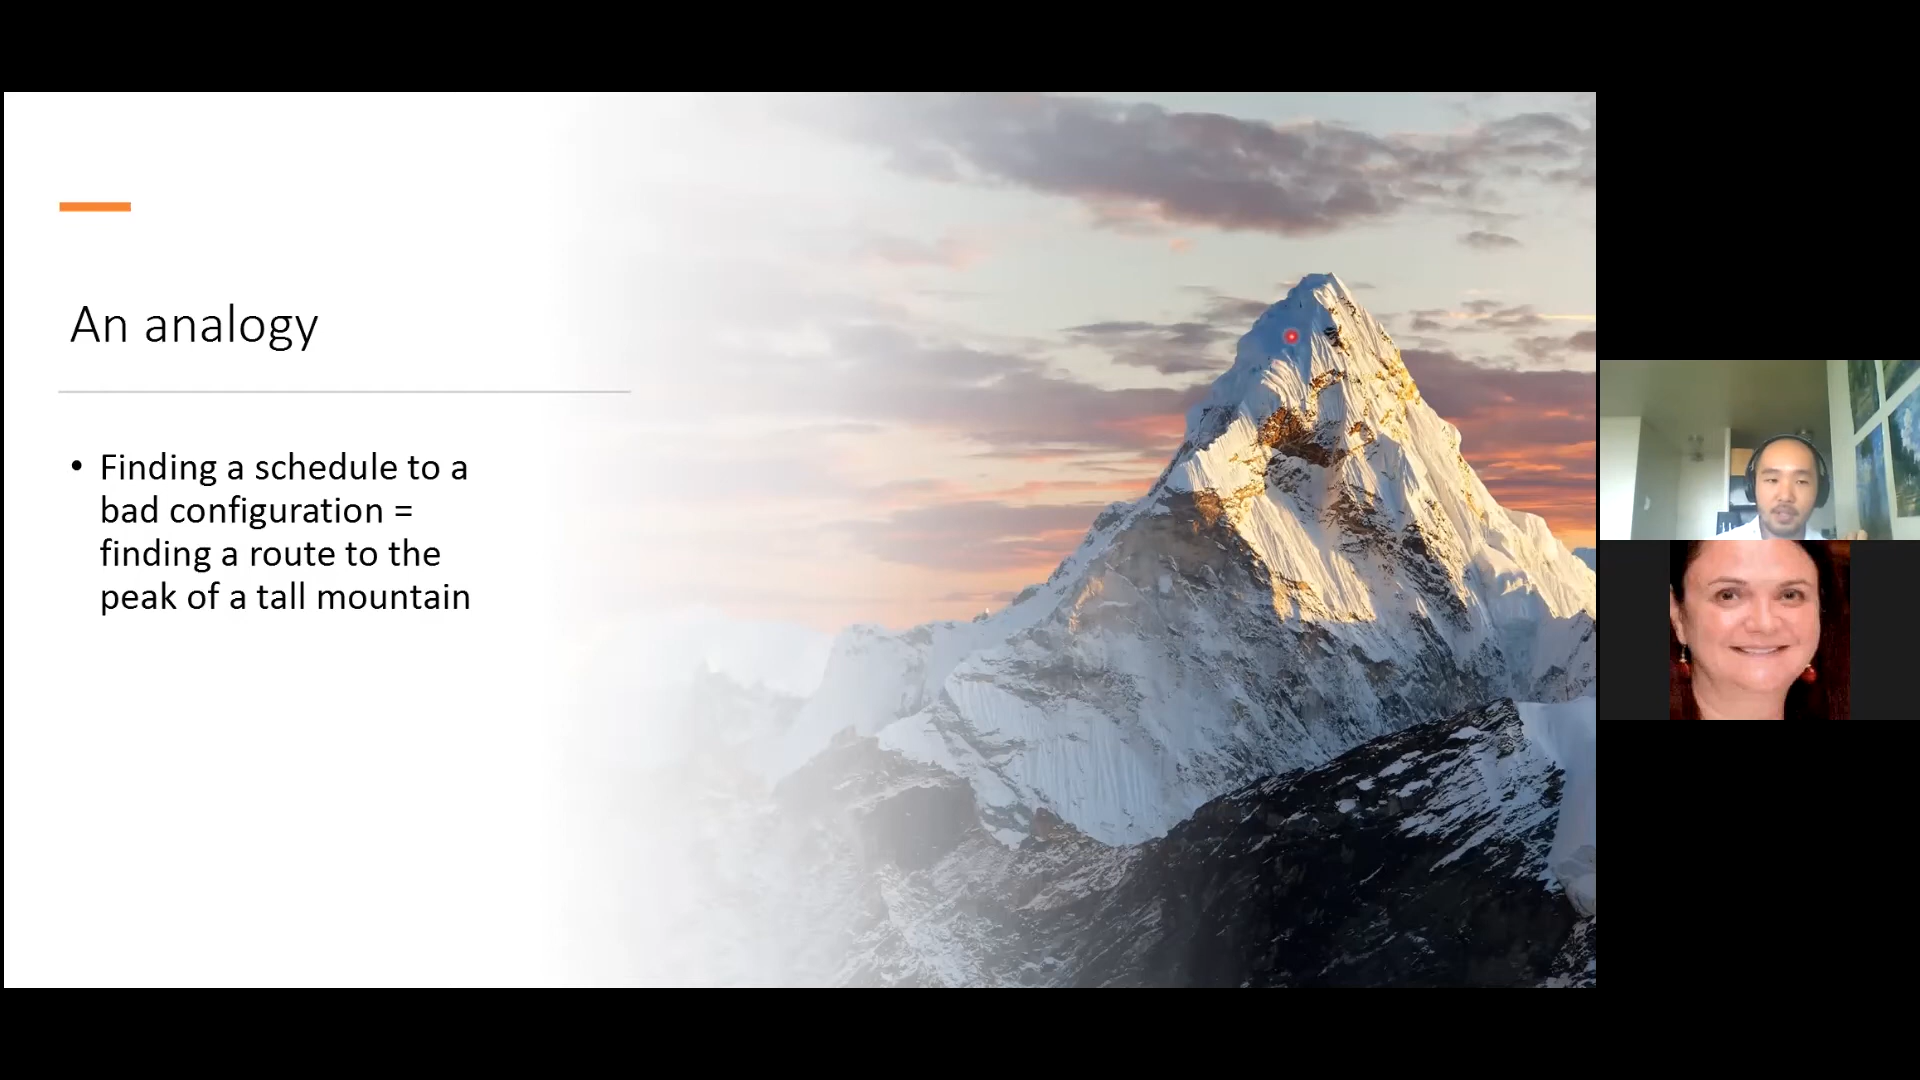 An analogy
• Finding a schedule to a
bad configuration =
finding a route to the
peak of a tall mountain